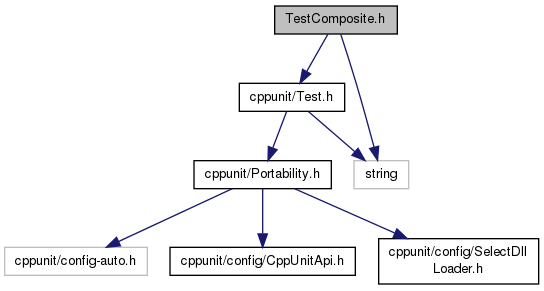 TestComposite.h
cppunit/Test.h
cppunit/Portability.h
string
cppunit/config-auto.h
cppunit/config/CppUnitApi.h
cppunit/config/SelectDll
Loader.h